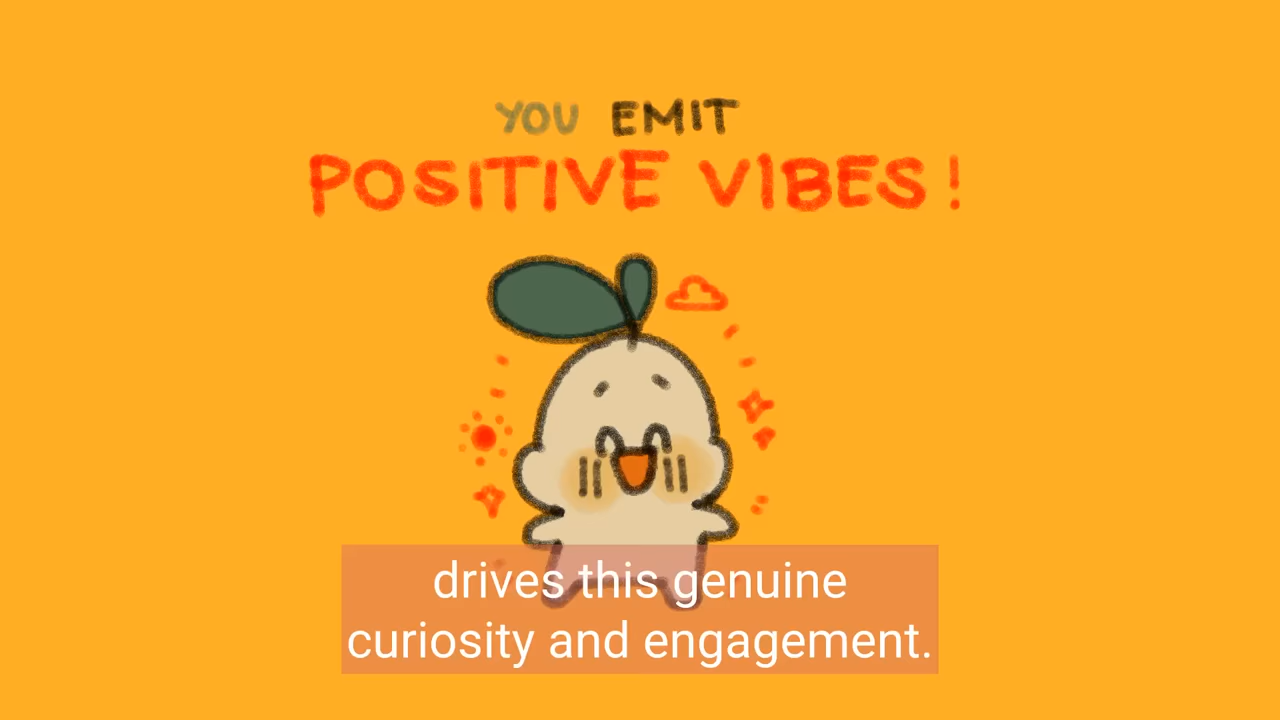 YOU EMIT
POSITIVE VIBES!
drives this genuine
curiosity and engagement.